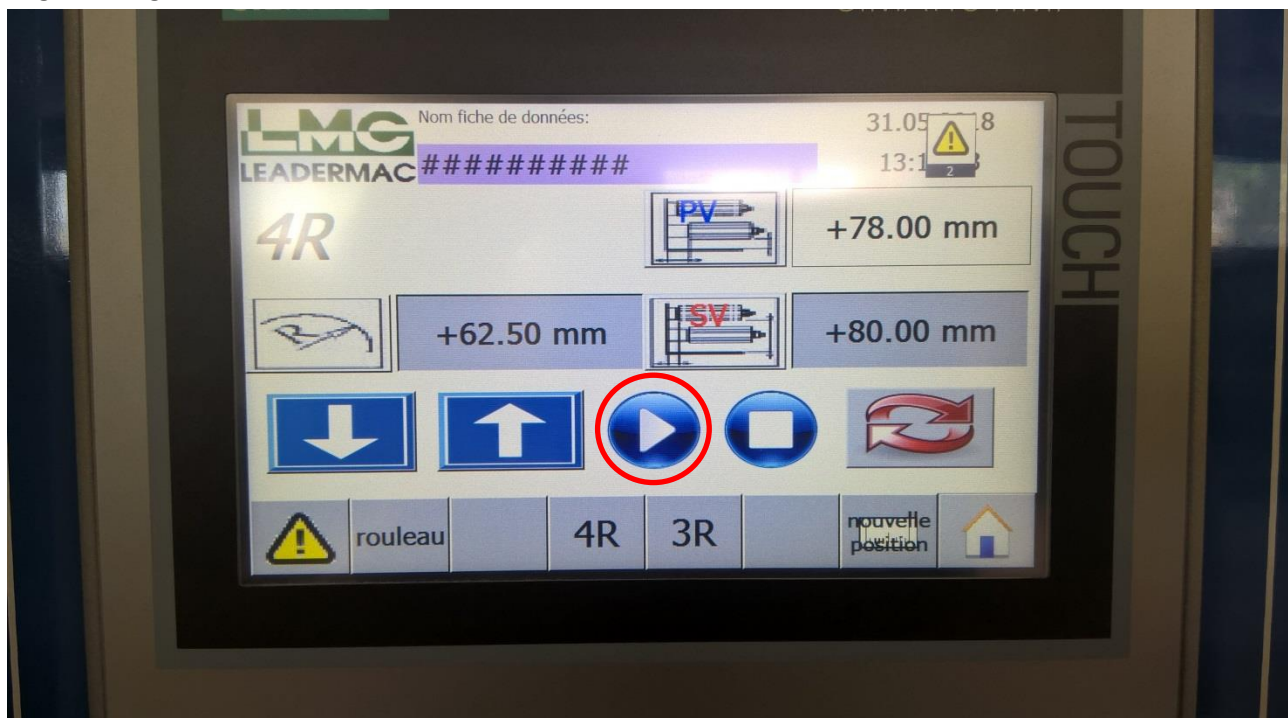 TOUCH
LMC
LEADERMAC
Nom fiche de données:
##########
2
4R
PV
+78.00 mm
+62.50 mm
SV
+80.00 mm
rouleau
4R
3R
nouvelle
position